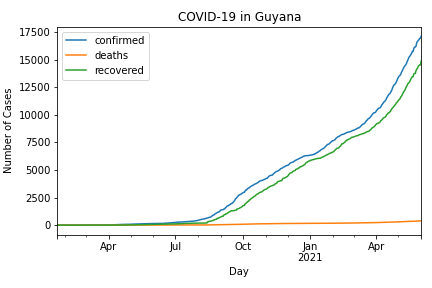 COVID-19 in Guyana
confirmed
deaths
recovered
Number of Cases
17500
15000
12500
10000
7500
5000
2500
0
Apr
Jul
Oct
Jan
2021
Apr
Day